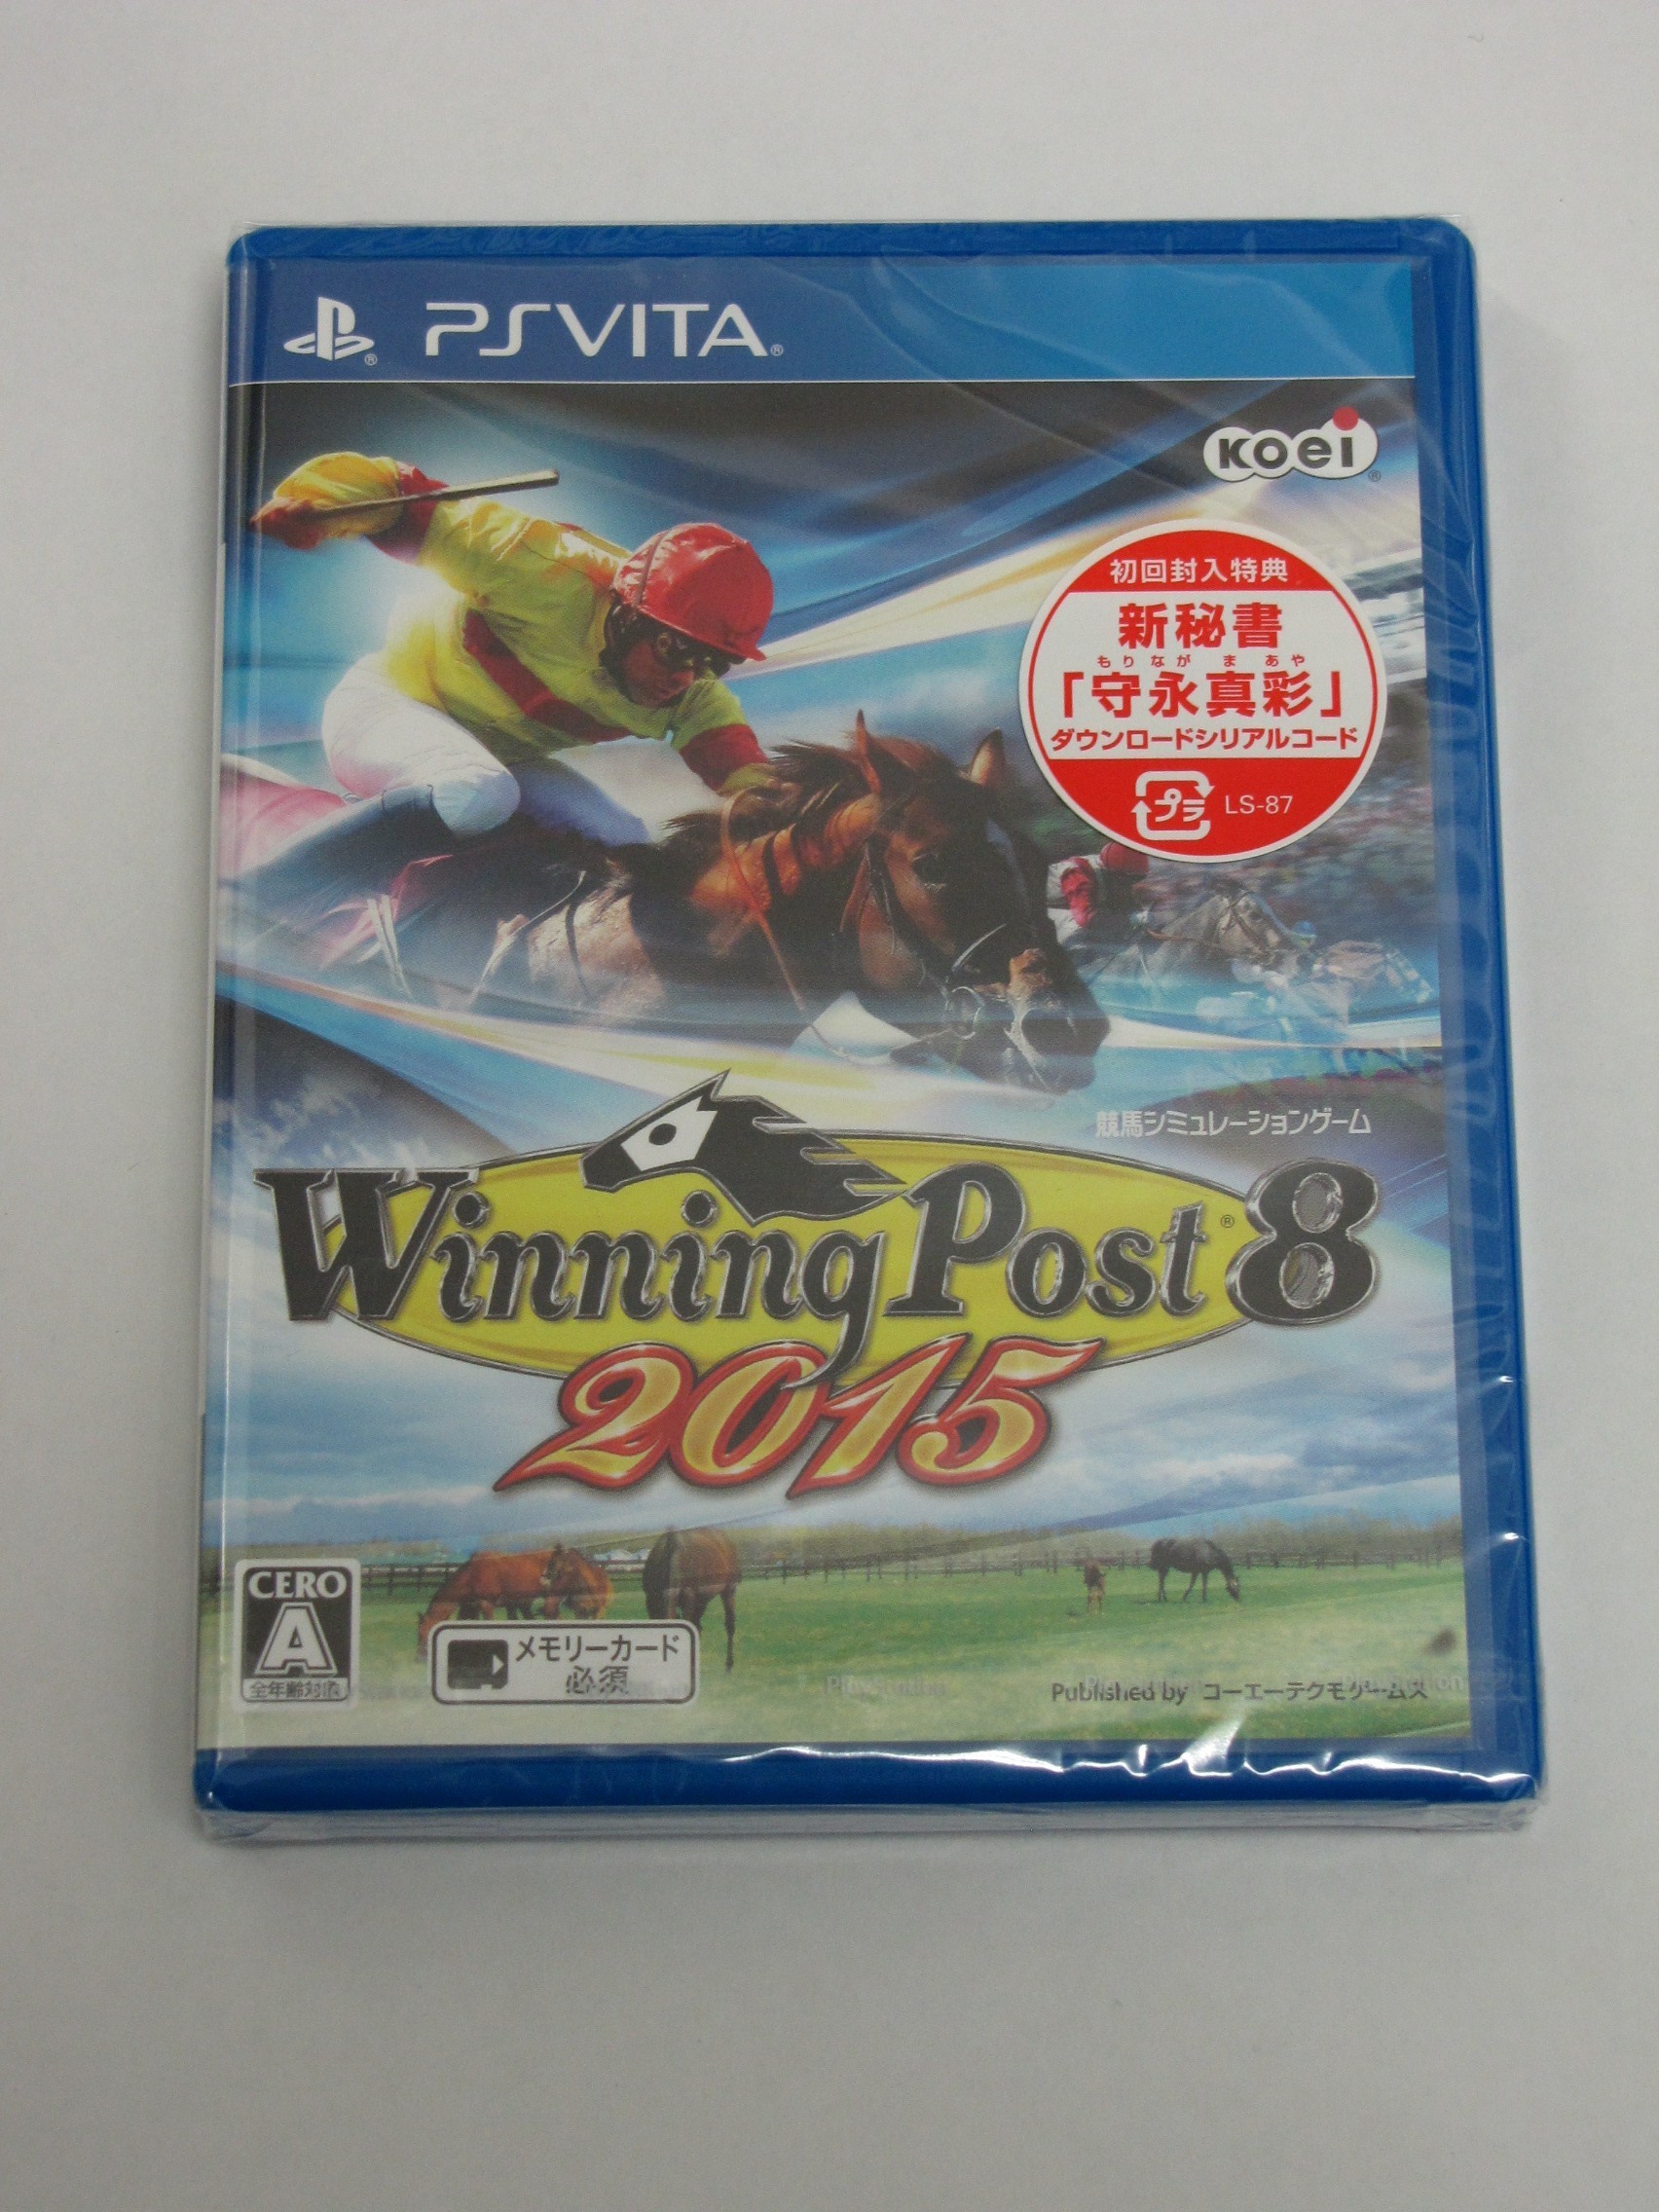 PSVITA
KOEI
初回封入特典
新秘書
もりなが まあや
「守永真彩」
ダウンロードシリアルコード
プラ LS-87
競馬シミュレーションゲーム
Winning Post 8
2015
CERO
A
全年齢対象
メモリーカード
必須
PlayStation
Published by コーエーテクモゲームス